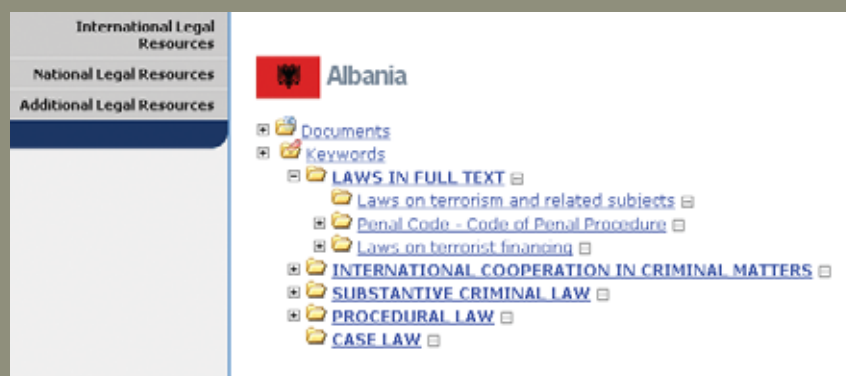 International Legal
Resources
National Legal Resources
Additional Legal Resources
Albania
Documents
Keywords
LAWS IN FULL TEXT
Laws on terrorism and related subjects
Penal Code - Code of Penal Procedure
Laws on terrorist financing
INTERNATIONAL COOPERATION IN CRIMINAL MATTERS
SUBSTANTIVE CRIMINAL LAW
PROCEDURAL LAW
CASE LAW